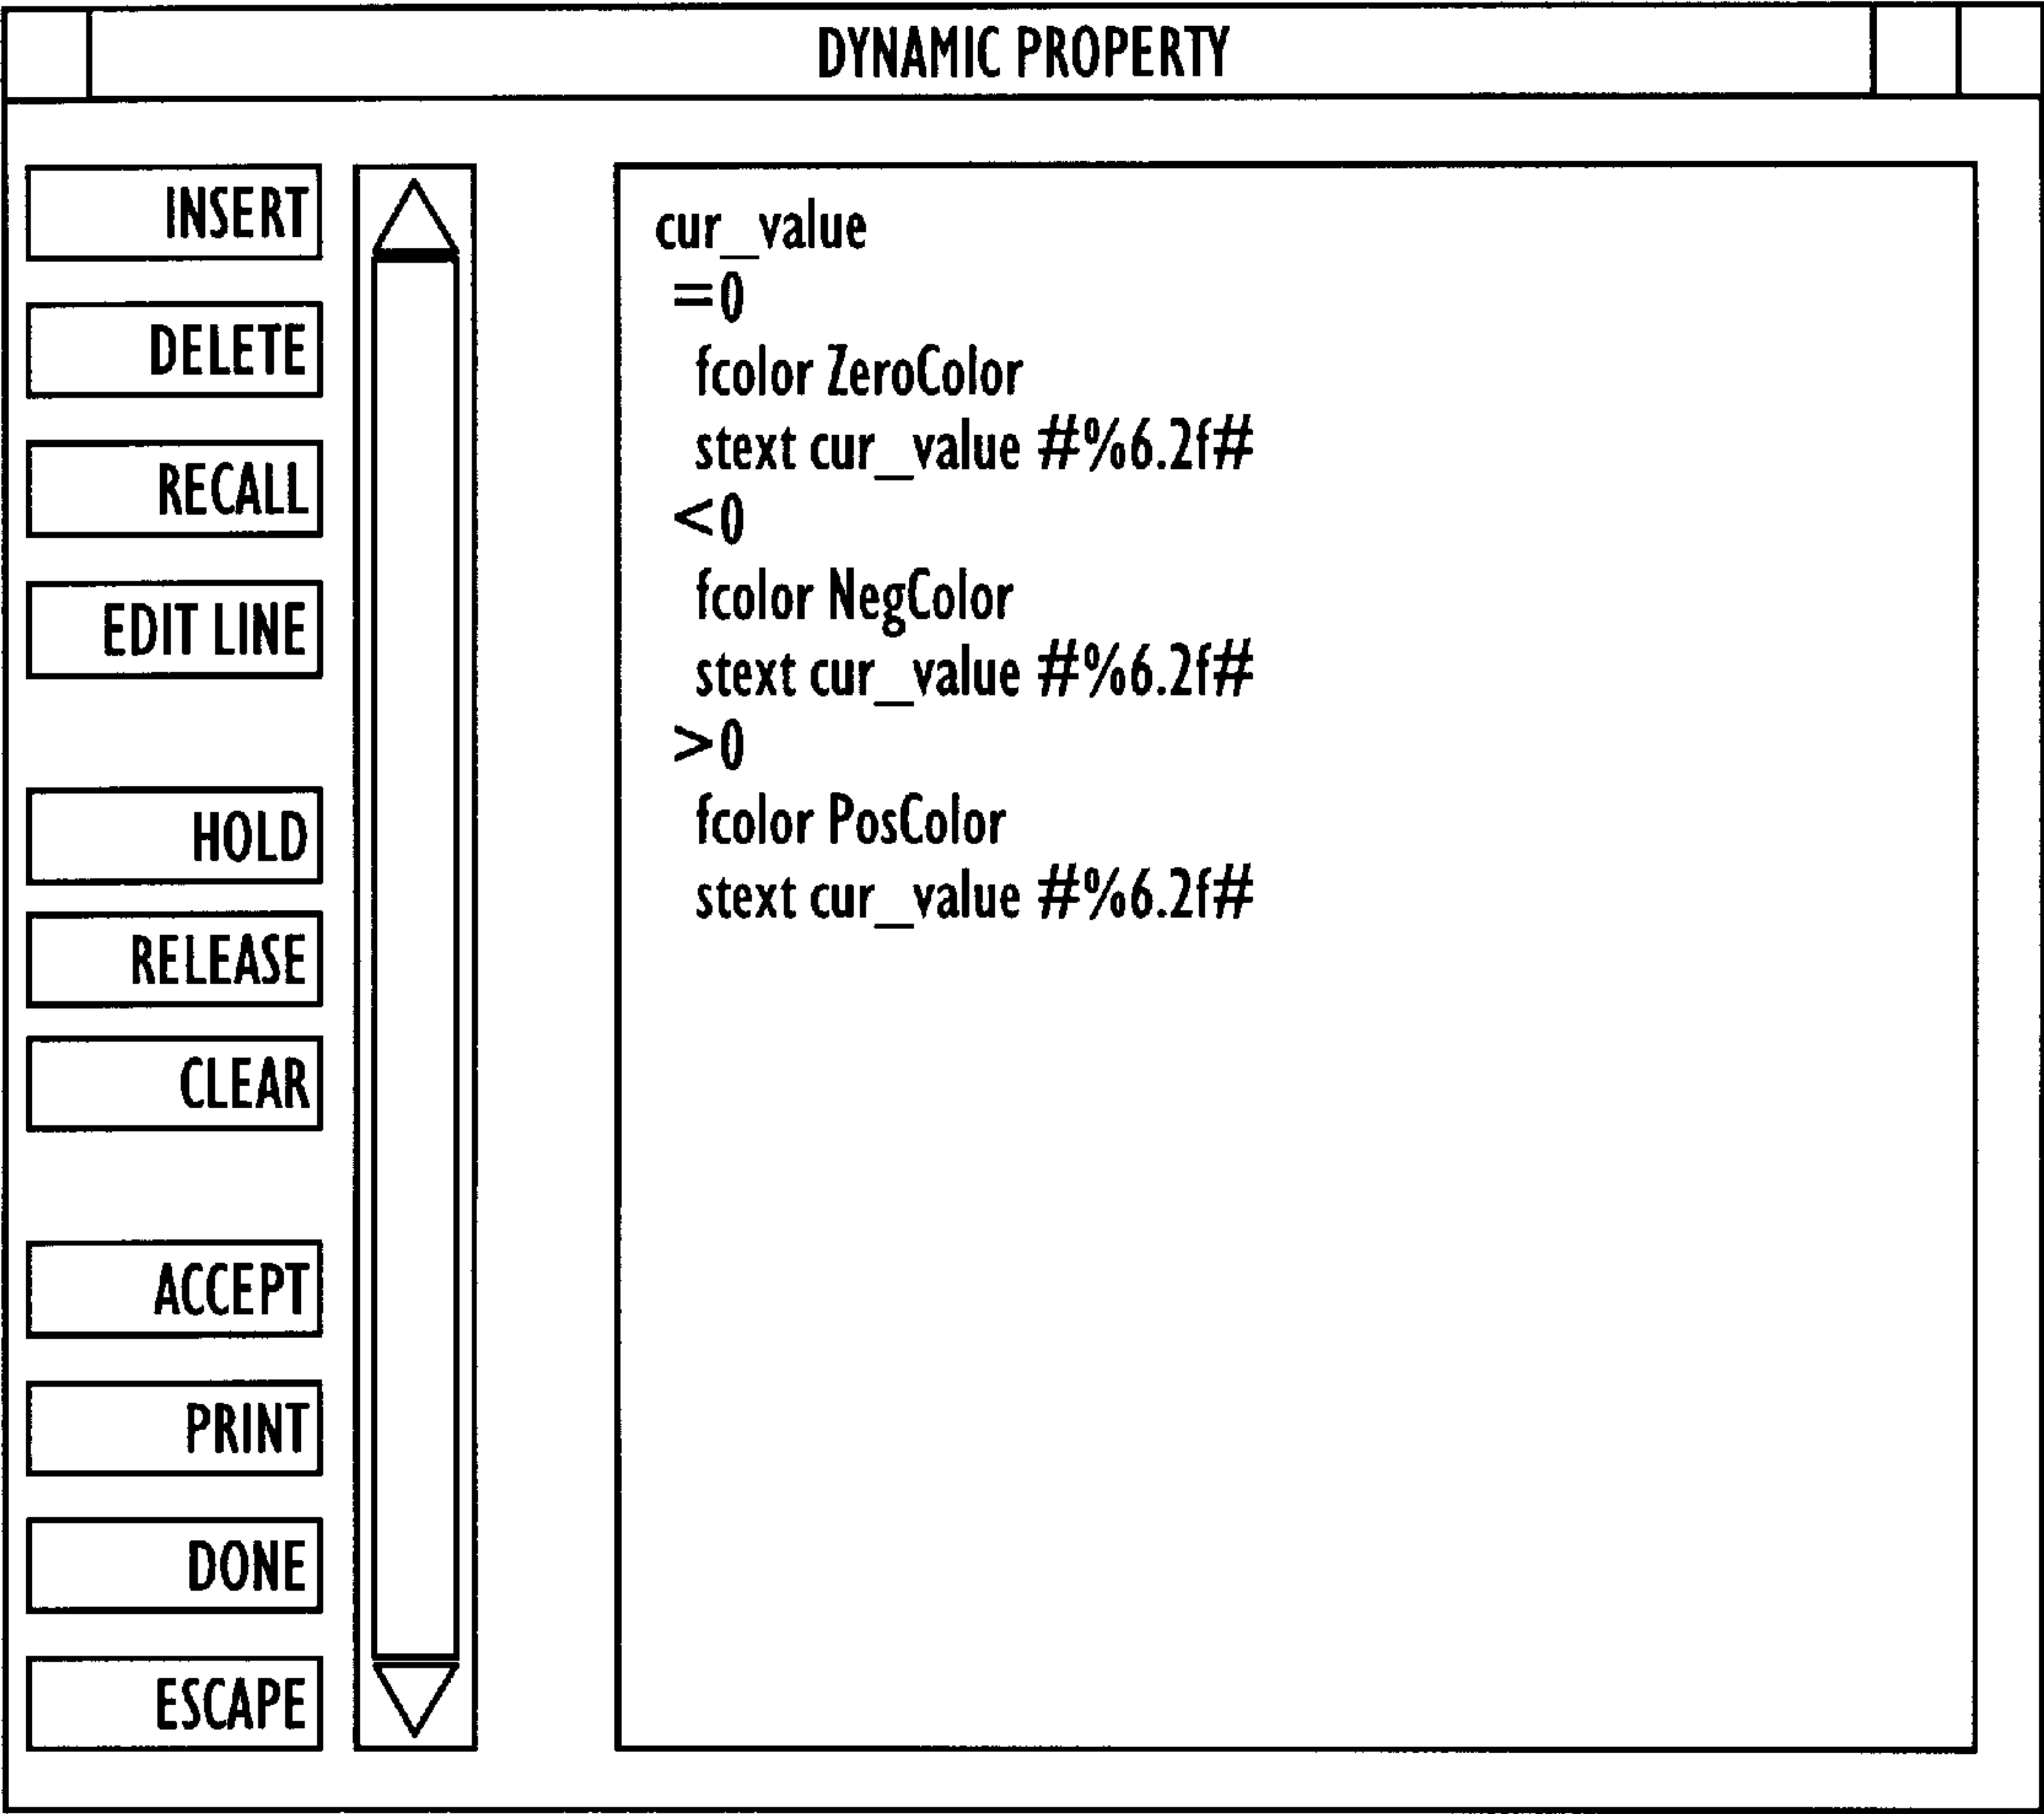 DYNAMIC PROPERTY
INSERT
DELETE
RECALL
EDIT LINE
HOLD
RELEASE
CLEAR
ACCEPT
PRINT
DONE
ESCAPE
cur_value
=0
fcolor ZeroColor
stext cur_value #%6.2f#
<0
fcolor NegColor
stext cur_value #%6.2f#
>0
fcolor PosColor
stext cur_value #%6.2f#